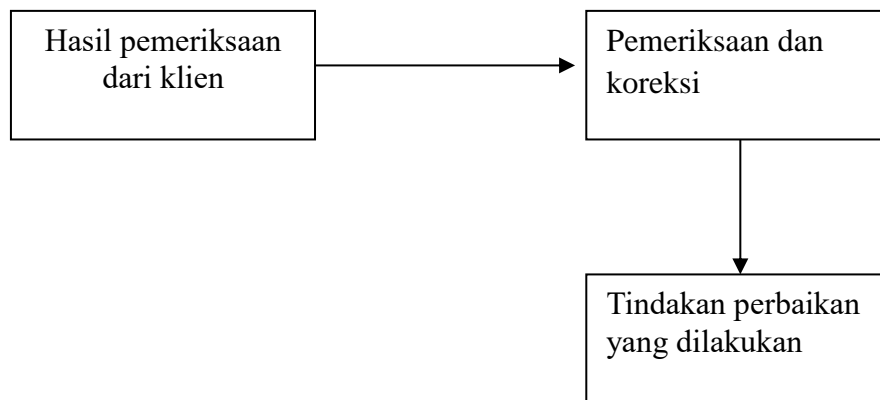 Hasil pemeriksaan
dari klien
Pemeriksaan dan
koreksi
Tindakan perbaikan
yang dilakukan